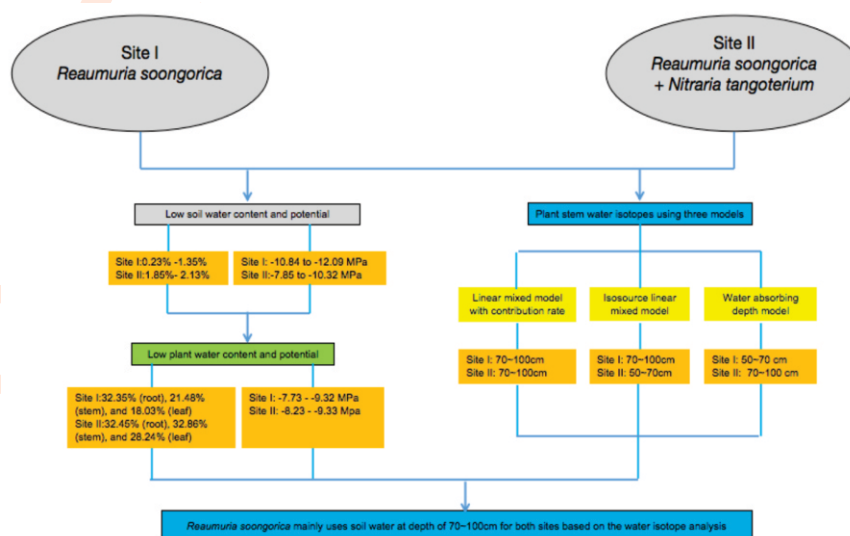 Site I
Reaumuria soongorica
Site II
Reaumuria soongorica
+ Nitraria tangoterium
Low soil water content and potential
Plant stem water isotopes using three models
Site I:0.23% -1.35%
Site II:1.85%- 2.13%
Site I: -10.84 to -12.09 MPa
Site II:-7.85 to -10.32 MPa
Linear mixed model
with contribution rate
Isosource linear
mixed model
Water absorbing
depth model
Low plant water content and potential
Site I: 70~100cm
Site II: 70~100cm
Site I: 70~100cm
Site II: 50~70cm
Site I: 50~70 cm
Site II: 70~100 cm
Site I:32.35% (root), 21.48%
(stem), and 18.03% (leaf)
Site II:32.45% (root), 32.86%
(stem), and 28.24% (leaf)
Site I: -7.73 - -9.32 MPa
Site II: -8.23 - -9.33 Mpa
Reaumuria soongorica mainly uses soil water at depth of 70~100cm for both sites based on the water isotope analysis